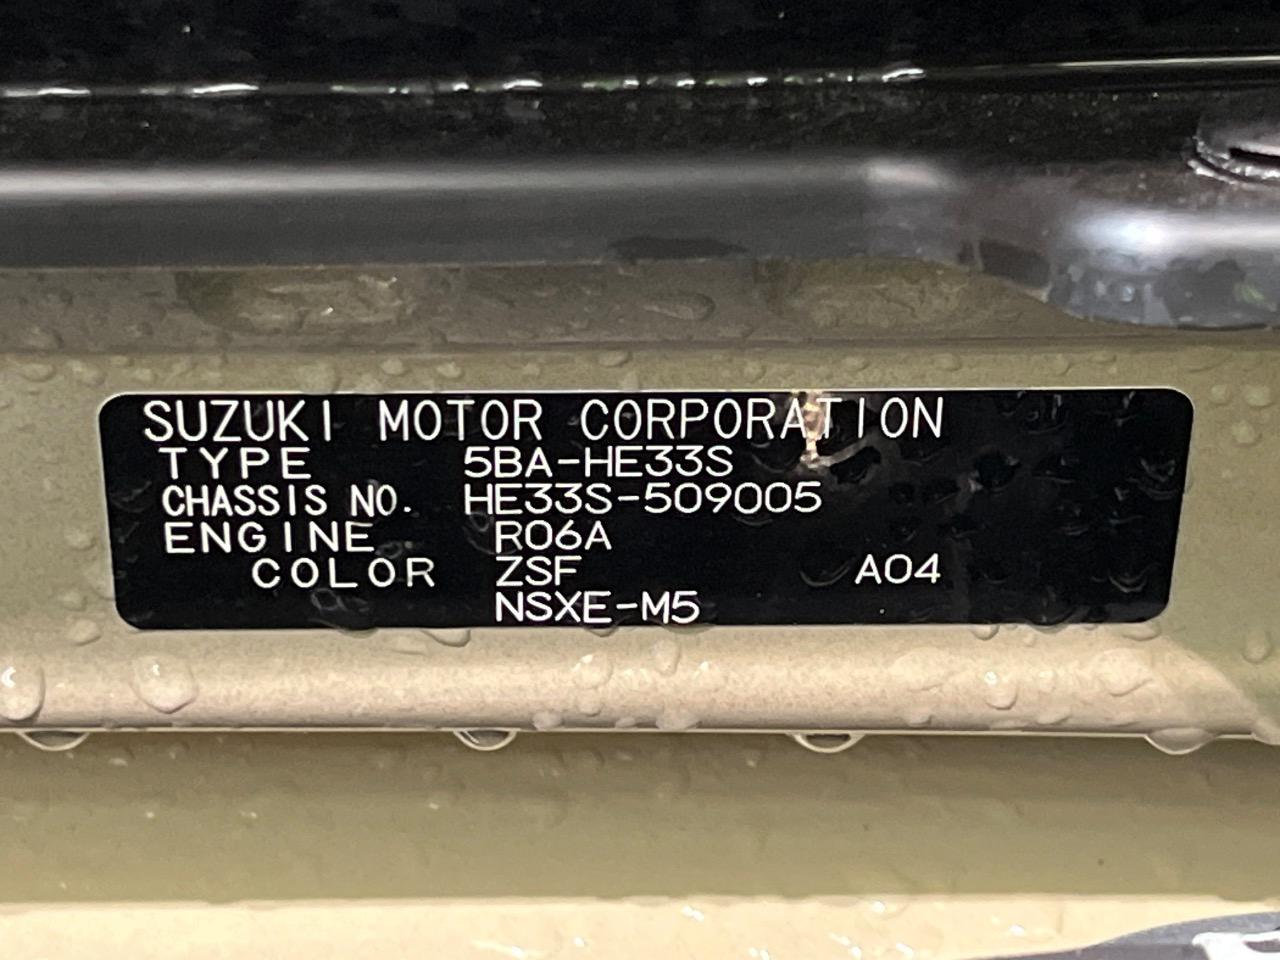 SUZUKI MOTOR CORPORATION
TYPE 5BA-HE33S
CHASSIS NO. HE33S-509005
ENGINE R06A
COLOR ZSF A04
NSXE-M5